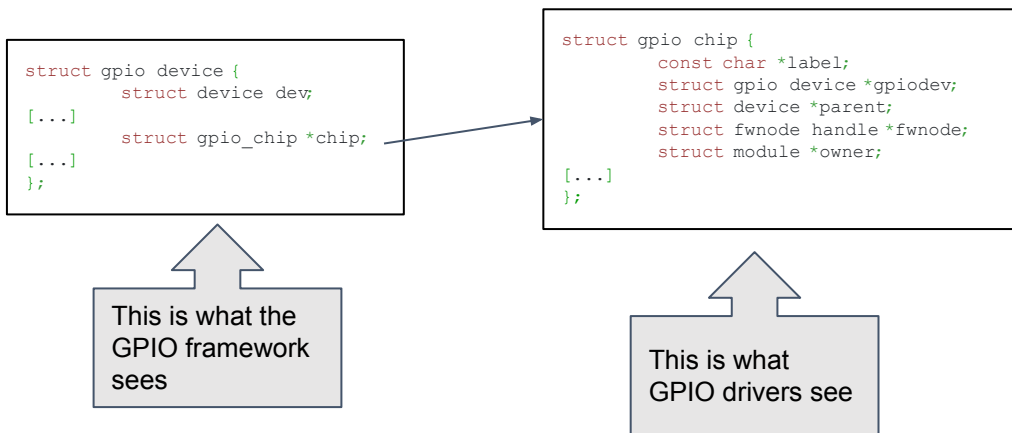 struct gpio device {
struct device dev;
[...]
struct gpio_chip *chip;
[...]
};
struct gpio chip {
const char *label;
struct gpio device *gpiodev;
struct device *parent;
struct fwnode handle *fwnode;
struct module *owner;
[...]
};
This is what the
GPIO framework
sees
This is what
GPIO drivers see